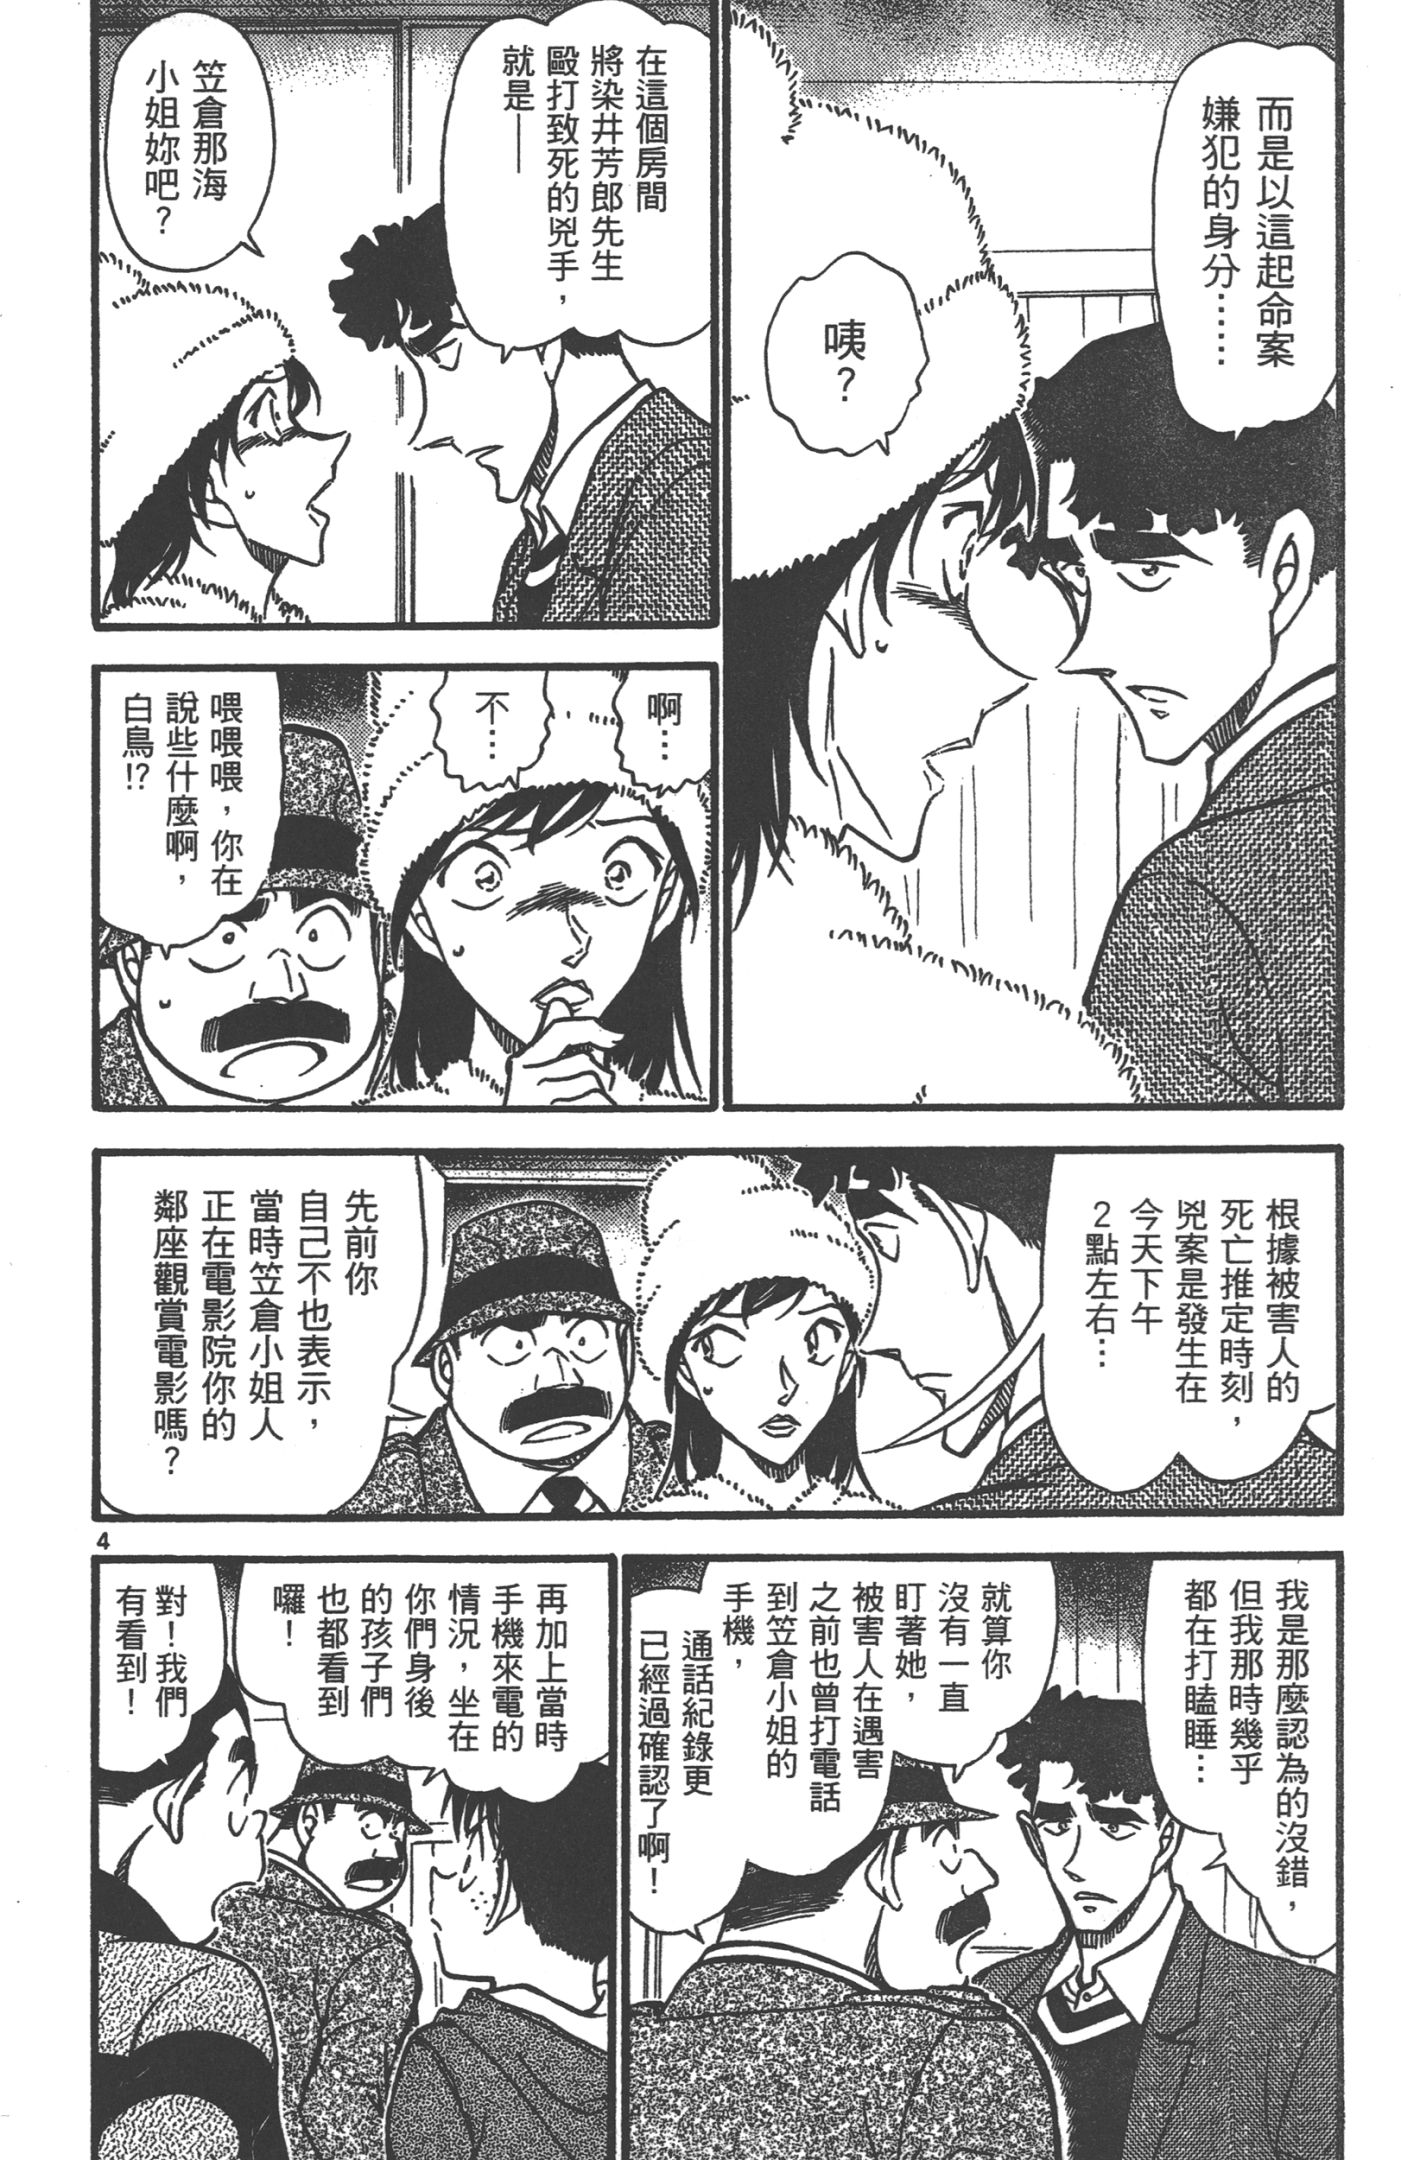 而是以這起命案
嫌犯的身分……
咦？
在這個房間
將染井芳郎先生
毆打致死的兇手，
就是——
笠倉那海
小姐妳吧？
啊…
不…
喂喂喂，你在
說些什麼啊，
白鳥!?
根據被害人的
死亡推定時刻，
兇案是發生在
今天下午
2點左右…
先前你
自己不也表示，
當時笠倉小姐人
正在電影院你的
鄰座觀賞電影嗎？
我是那麼認為的沒錯，
但我那時幾乎
都在打瞌睡…
就算你
沒有一直
盯著她，
被害人在遇害
之前也曾打電話
到笠倉小姐的
手機，
通話紀錄更
已經過確認了啊！
再加上當時
手機來電的
情況，坐在
你們身後
的孩子們
也都看到
囉！
對！我們
有看到！
4